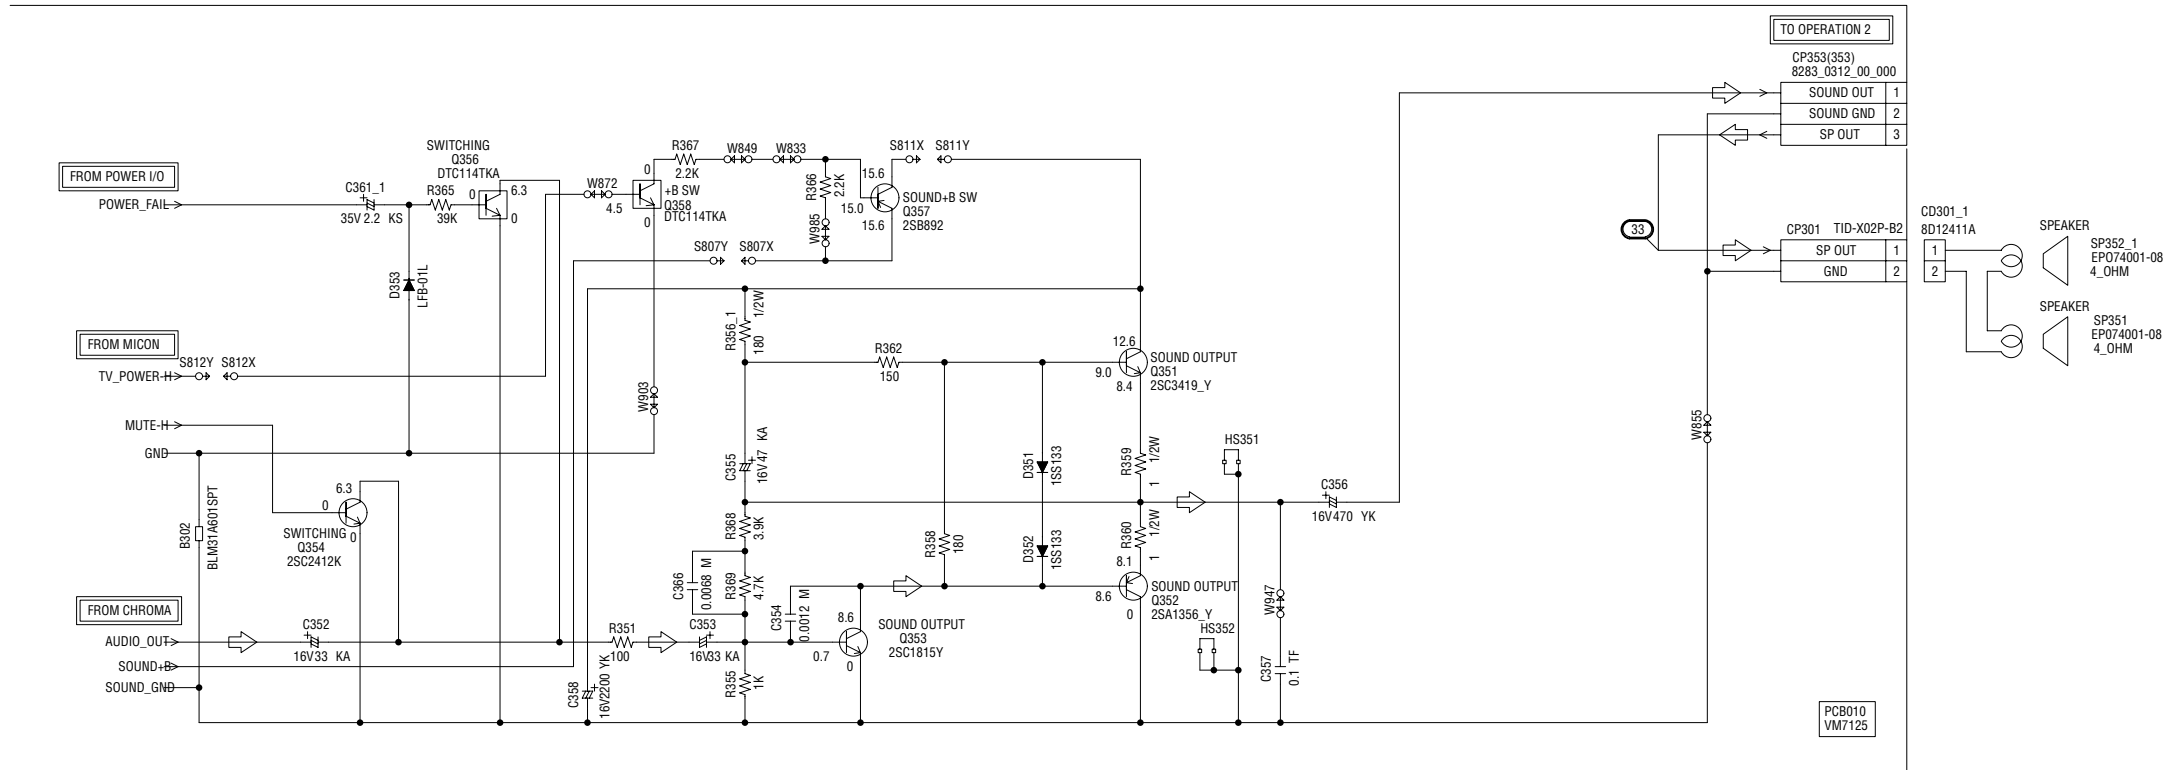 TO OPERATION 2
CP353(353)
8283_0312_00_000
SOUND OUT 1
SOUND GND 2
SP OUT 3
FROM POWER I/O
POWER_FAIL
C361_1
+
35V 2.2 KS
R365
39K
SWITCHING
Q356
DTC114TKA
0
6.3
0
W872
4.5
0
+B SW
Q358
DTC114TKA
0
R367
2.2K
W849
W833
R366
2.2K
W985
S811X
S811Y
15.6
15.0
15.6
SOUND+B SW
Q357
2SB892
S807Y
S807X
D353
LFB-01L
33
CP301 TID-X02P-B2
SP OUT 1
GND 2
CD301_1
8D12411A
1
2
SPEAKER
SP352_1
EP074001-08
4_OHM
SPEAKER
SP351
EP074001-08
4_OHM
FROM MICON
S812Y
S812X
TV_POWER-H
MUTE-H
GND
W903
R356_1
180
1/2W
R362
150
12.6
9.0
8.4
SOUND OUTPUT
Q351
2SC3419_Y
C355
+
16V47 KA
D351
1SS133
R359
1
1/2W
HS351
C356
+
16V470 YK
W855
B302
BLM31A601SPT
6.3
0
0
SWITCHING
Q354
2SC2412K
R368
3.9K
C366
0.0068 M
R369
4.7K
R358
180
D352
1SS133
R360
1
1/2W
8.1
8.6
0
SOUND OUTPUT
Q352
2SA1356_Y
C354
0.0012 M
W947
HS352
C357
0.1 TF
FROM CHROMA
AUDIO_OUT
C352
+
16V33 KA
R351
100
C353
+
16V33 KA
8.6
0.7
0
SOUND OUTPUT
Q353
2SC1815Y
SOUND+B
SOUND_GND
C358
+
16V2200 YK
R355
1K
PCB010
VM7125